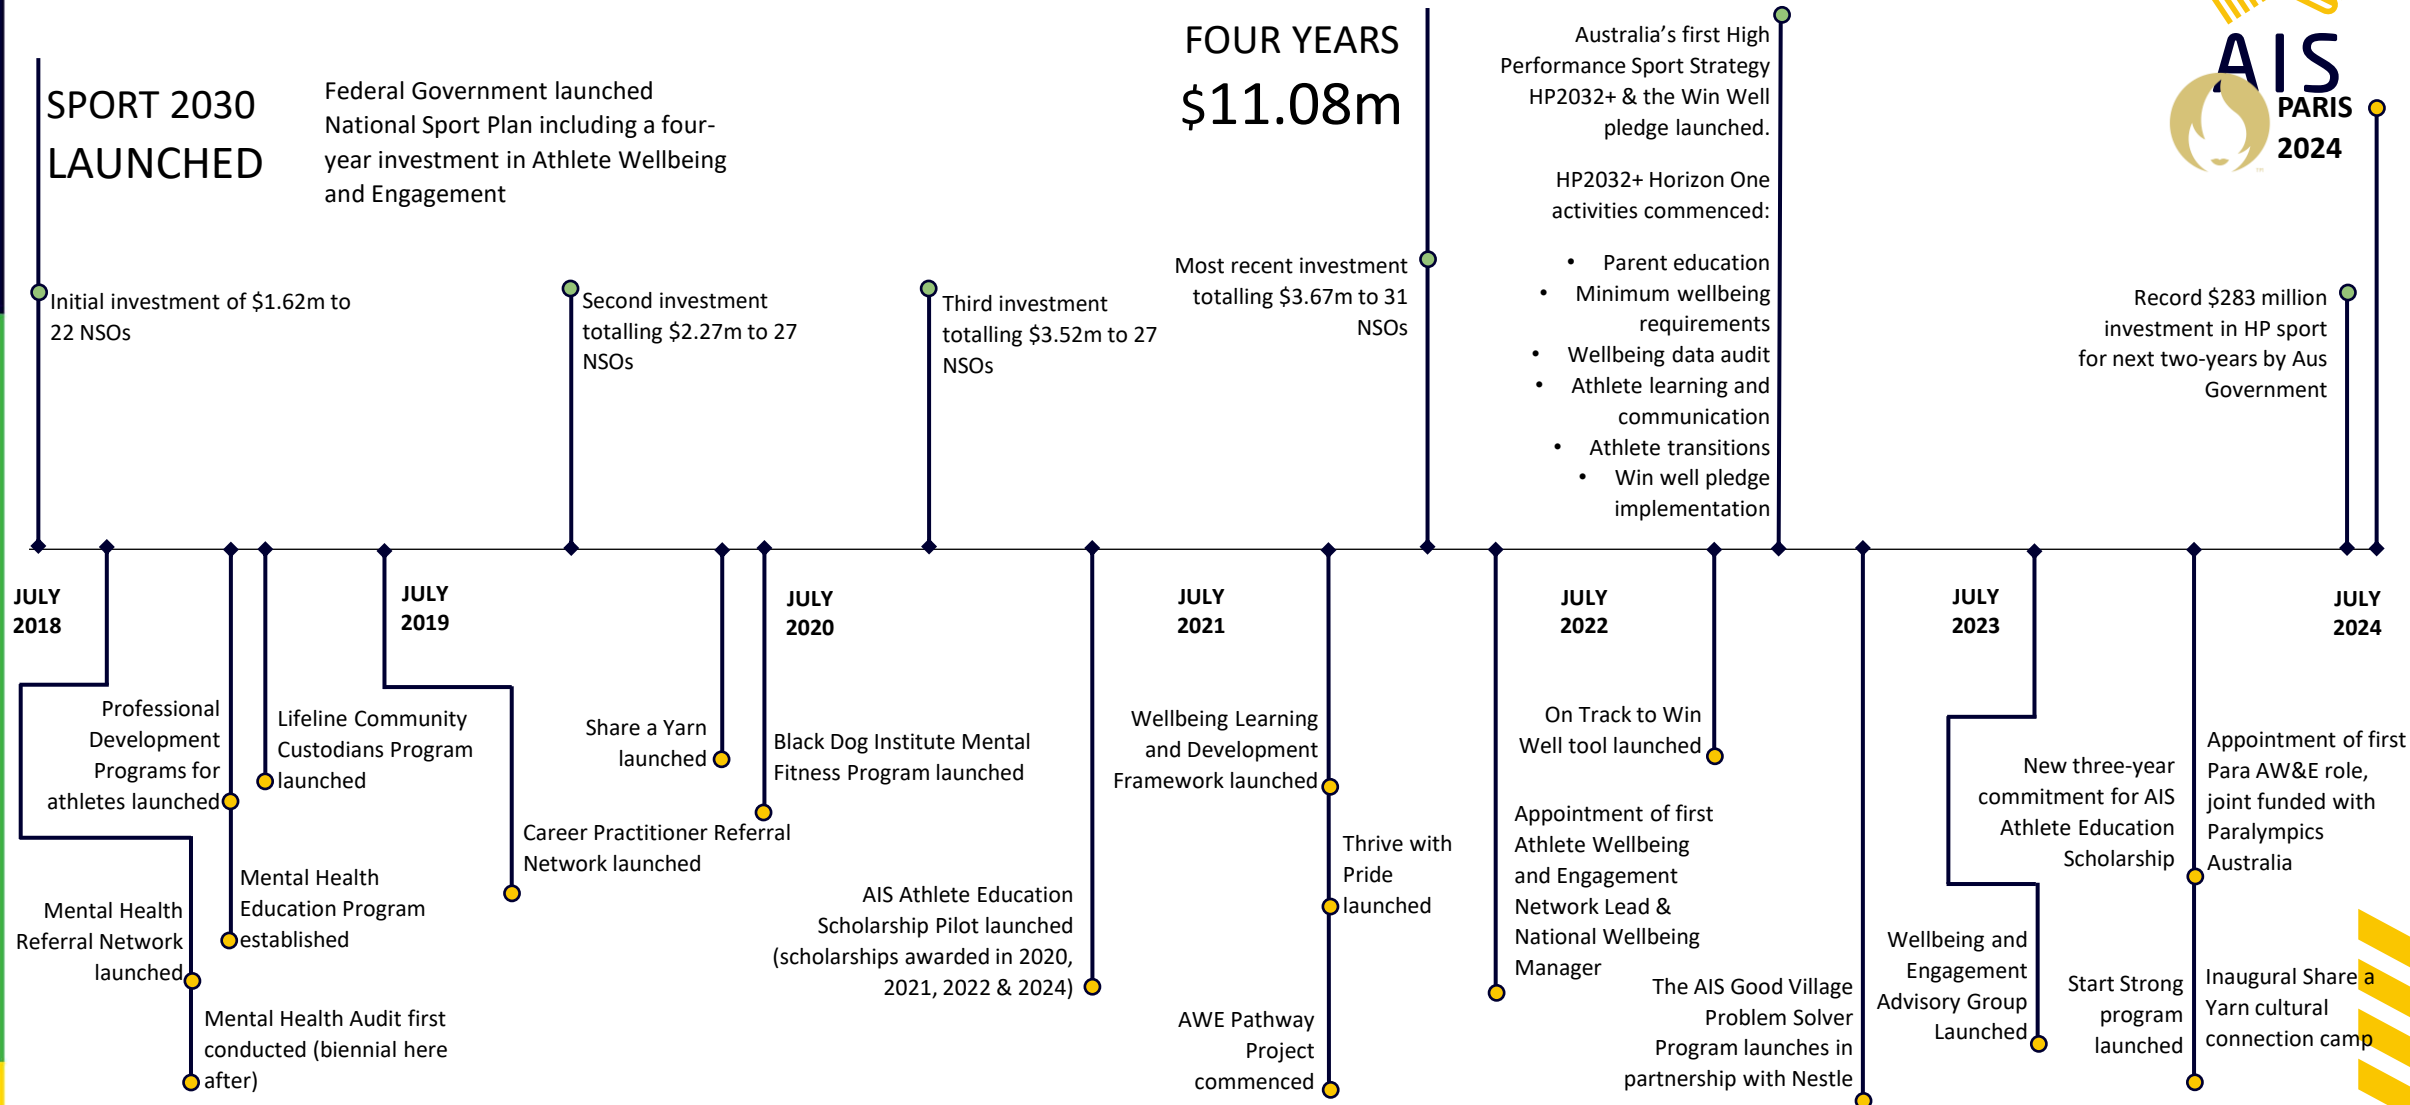 SPORT 2030
LAUNCHED
Federal Government launched
National Sport Plan including a four-
year investment in Athlete Wellbeing
and Engagement
FOUR YEARS
$11.08m
Australia's first High
Performance Sport Strategy
HP2032+ & the Win Well
pledge launched.
HP2032+ Horizon One
activities commenced:
• Parent education
• Minimum wellbeing
requirements
• Wellbeing data audit
• Athlete learning and
communication
• Athlete transitions
• Win well pledge
implementation
AIS
PARIS
2024
Initial investment of $1.62m to
22 NSOs
Second investment
totalling $2.27m to 27
NSOs
Third investment
totalling $3.52m to 27
NSOs
Most recent investment
totalling $3.67m to 31
NSOs
Record $283 million
investment in HP sport
for next two-years by Aus
Government
JULY
2018
JULY
2019
JULY
2020
JULY
2021
JULY
2022
JULY
2023
JULY
2024
Professional
Development
Programs for
athletes launched
Lifeline Community
Custodians Program
launched
Mental Health
Referral Network
launched
Mental Health
Education Program
established
Mental Health Audit first
conducted (biennial here
after)
Career Practitioner Referral
Network launched
Share a Yarn
launched
Black Dog Institute Mental
Fitness Program launched
AIS Athlete Education
Scholarship Pilot launched
(scholarships awarded in 2020,
2021, 2022 & 2024)
Wellbeing Learning
and Development
Framework launched
Thrive with
Pride
launched
AWE Pathway
Project
commenced
On Track to Win
Well tool launched
Appointment of first
Athlete Wellbeing
and Engagement
Network Lead &
National Wellbeing
Manager
The AIS Good Village
Problem Solver
Program launches in
partnership with Nestle
Wellbeing and
Engagement
Advisory Group
Launched
New three-year
commitment for AIS
Athlete Education
Scholarship
Appointment of first
Para AW&E role,
joint funded with
Paralympics
Australia
Start Strong
program
launched
Inaugural Share a
Yarn cultural
connection camp